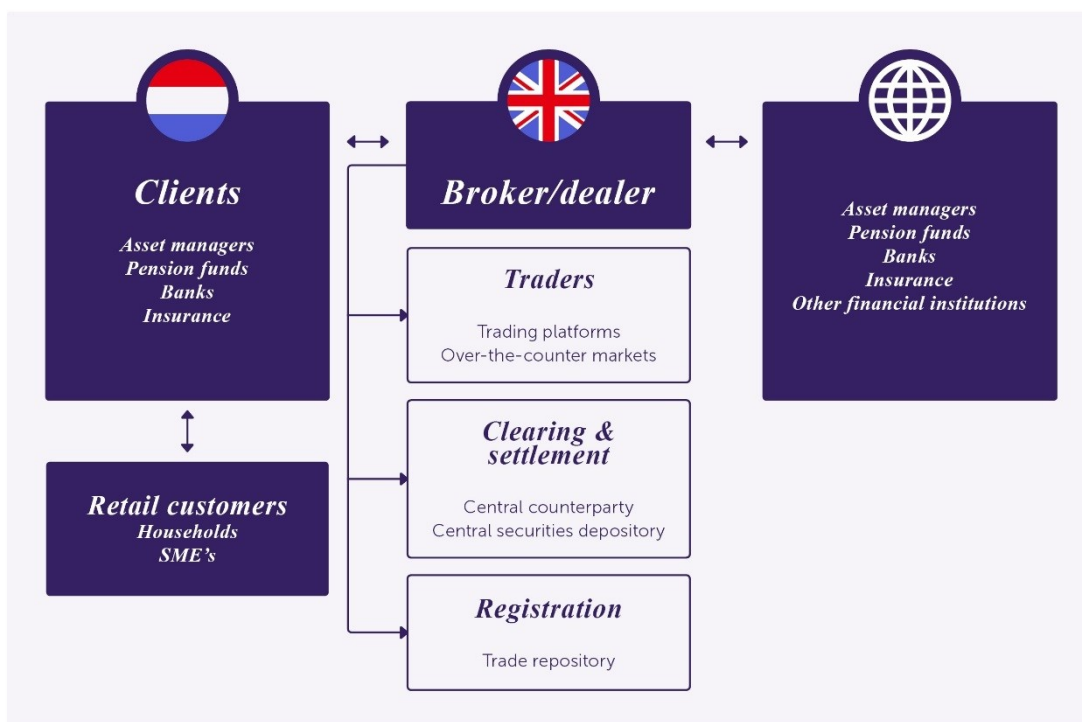 Clients
Asset managers
Pension funds
Banks
Insurance
Retail customers
Households
SME's
Broker/dealer
Traders
Trading platforms
Over-the-counter markets
Clearing &
settlement
Central counterparty
Central securities depository
Registration
Trade repository
Asset managers
Pension funds
Banks
Insurance
Other financial institutions